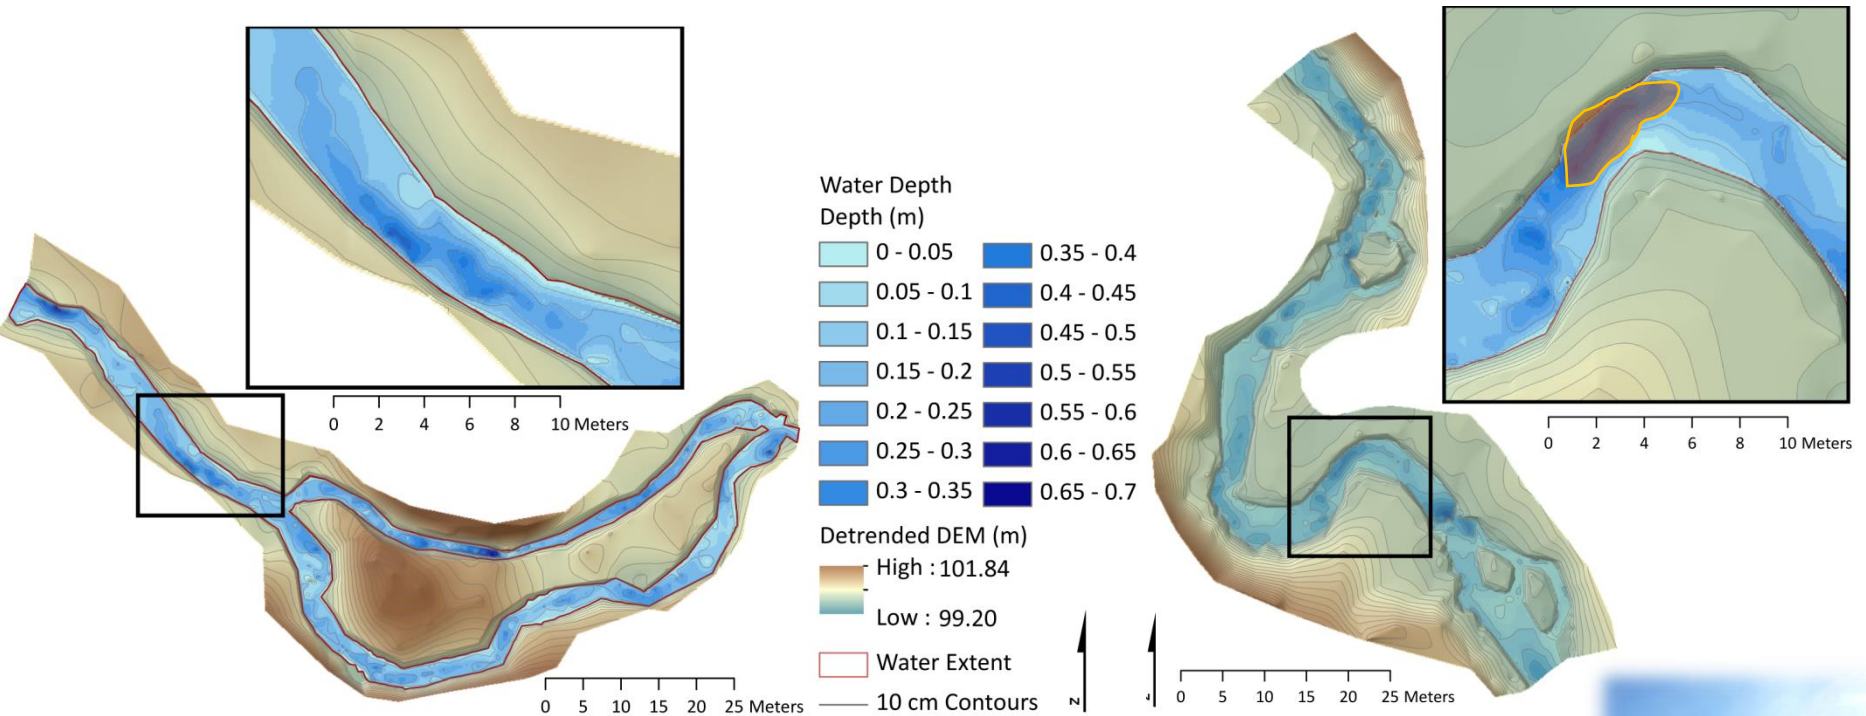 0 2 4 6 8 10 Meters
0 5 10 15 20 25 Meters
Water Depth
Depth (m)
0 - 0.05
0.05 - 0.1
0.1 - 0.15
0.15 - 0.2
0.2 - 0.25
0.25 - 0.3
0.3 - 0.35
0.35 - 0.4
0.4 - 0.45
0.45 - 0.5
0.5 - 0.55
0.55 - 0.6
0.6 - 0.65
0.65 - 0.7
Detrended DEM (m)
High : 101.84
Low : 99.20
Water Extent
10 cm Contours
N
0 2 4 6 8 10 Meters
0 5 10 15 20 25 Meters